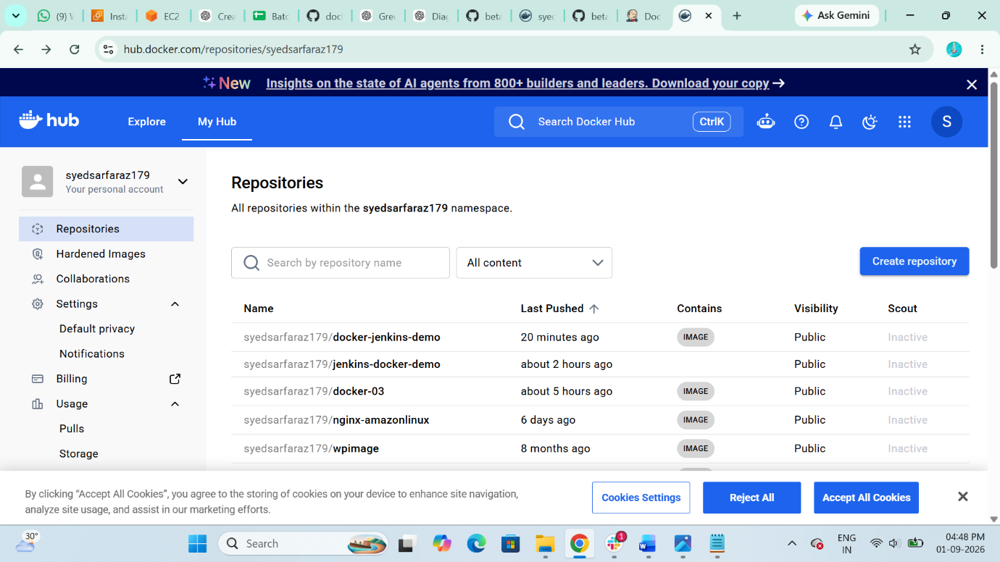 (9) W
Insta
EC2
Crea
Batc
doc
Gree
Diag
beta
syed
beta
Doc
Ask Gemini
hub.docker.com/repositories/syedsarfaraz179
New Insights on the state of AI agents from 800+ builders and leaders. Download your copy →
hub
Explore
My Hub
Search Docker Hub
CtrlK
S
syedsarfaraz179
Your personal account
Repositories
Hardened Images
Collaborations
Settings
Default privacy
Notifications
Billing
Usage
Pulls
Storage
Repositories
All repositories within the syedsarfaraz179 namespace.
Search by repository name
All content
Create repository
Name Last Pushed Contains Visibility Scout
syedsarfaraz179/docker-jenkins-demo 20 minutes ago IMAGE Public Inactive
syedsarfaraz179/jenkins-docker-demo about 2 hours ago Public Inactive
syedsarfaraz179/docker-03 about 5 hours ago IMAGE Public Inactive
syedsarfaraz179/nginx-amazonlinux 6 days ago IMAGE Public Inactive
syedsarfaraz179/wpimage 8 months ago IMAGE Public Inactive
By clicking “Accept All Cookies”, you agree to the storing of cookies on your device to enhance site navigation,
analyze site usage, and assist in our marketing efforts.
Cookies Settings
Reject All
Accept All Cookies
30°
Search
1
ENG
IN
04:48 PM
01-09-2026